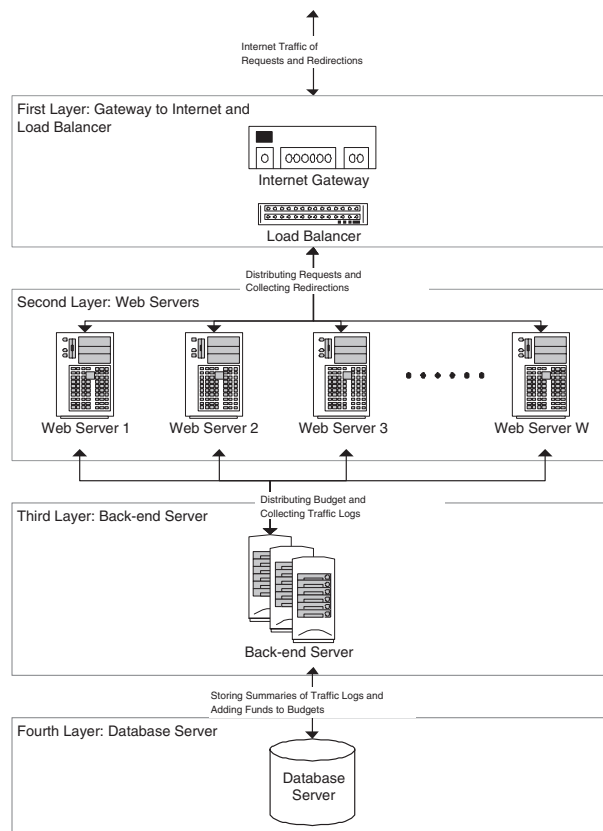 Internet Traffic of
Requests and Redirections
First Layer: Gateway to Internet and
Load Balancer
Internet Gateway
Load Balancer
Distributing Requests and
Collecting Redirections
Second Layer: Web Servers
Web Server 1
Web Server 2
Web Server 3
Web Server W
Distributing Budget and
Collecting Traffic Logs
Third Layer: Back-end Server
Back-end Server
Storing Summaries of Traffic Logs and
Adding Funds to Budgets
Fourth Layer: Database Server
Database
Server